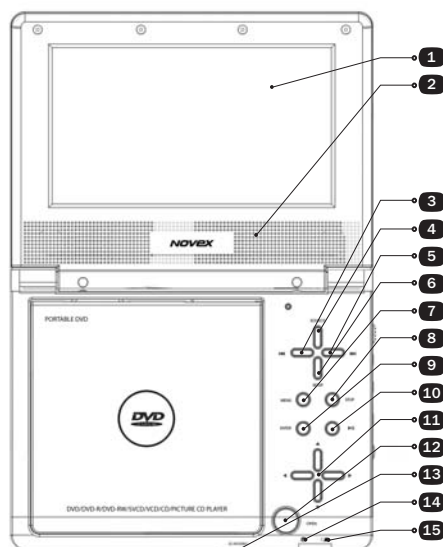 1
2
NOVEX
3
4
5
6
PORTABLE DVD
7
8
MENU
STOP
9
ENTER
10
DVD
11
12
13
DVD/DVD-R/DVD-RW/SVCD/VCD/CD/PICTURE CD PLAYER
OPEN
14
15